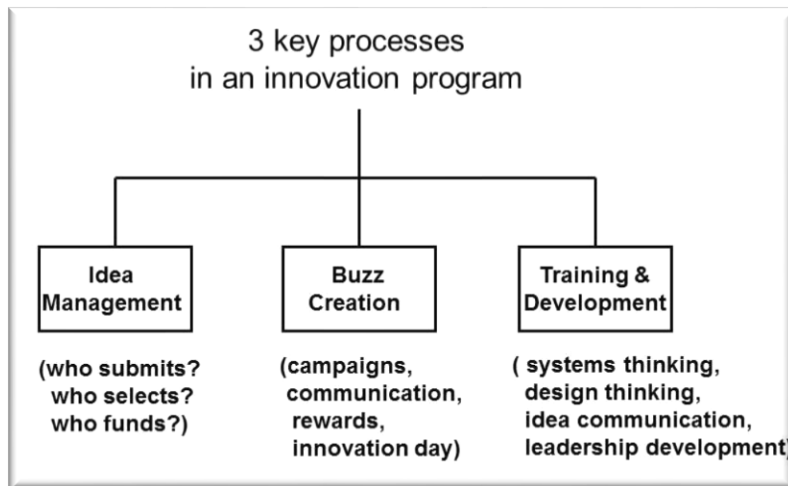 3 key processes
in an innovation program
Idea
Management
Buzz
Creation
Training &
Development
(who submits?
who selects?
who funds?)
(campaigns,
communication,
rewards,
innovation day)
( systems thinking,
design thinking,
idea communication,
leadership development)